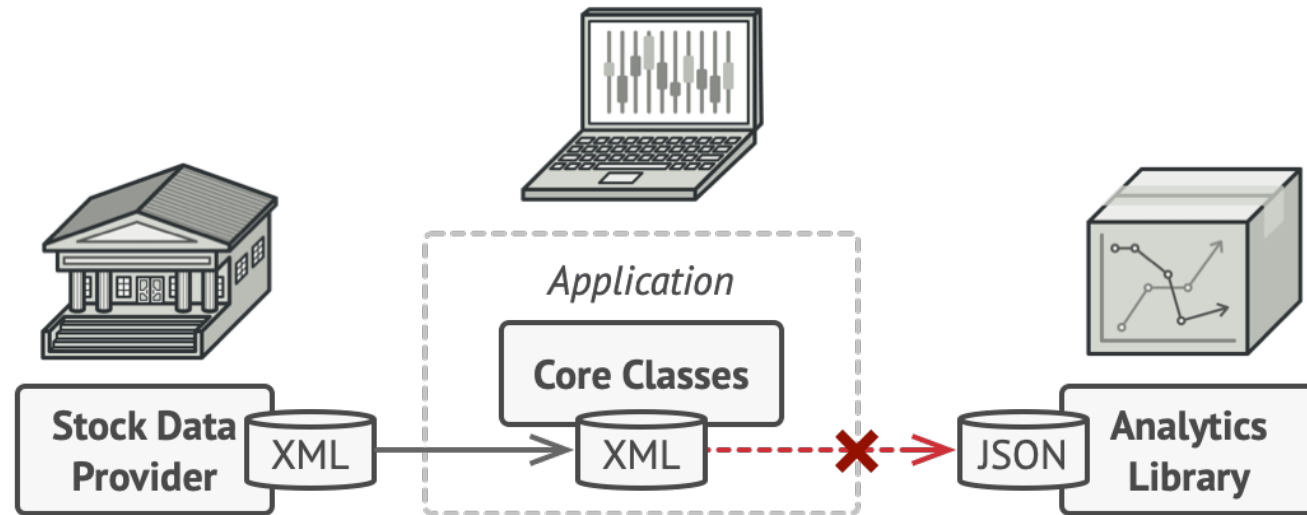 Application
Core Classes
Stock Data
Provider
XML
XML
JSON
Analytics
Library